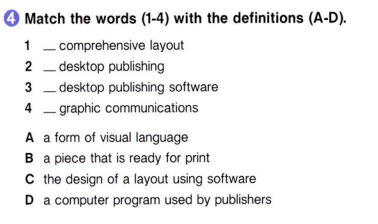 4 Match the words (1-4) with the definitions (A-D).
1 __ comprehensive layout
2 __ desktop publishing
3 __ desktop publishing software
4 __ graphic communications
A a form of visual language
B a piece that is ready for print
C the design of a layout using software
D a computer program used by publishers